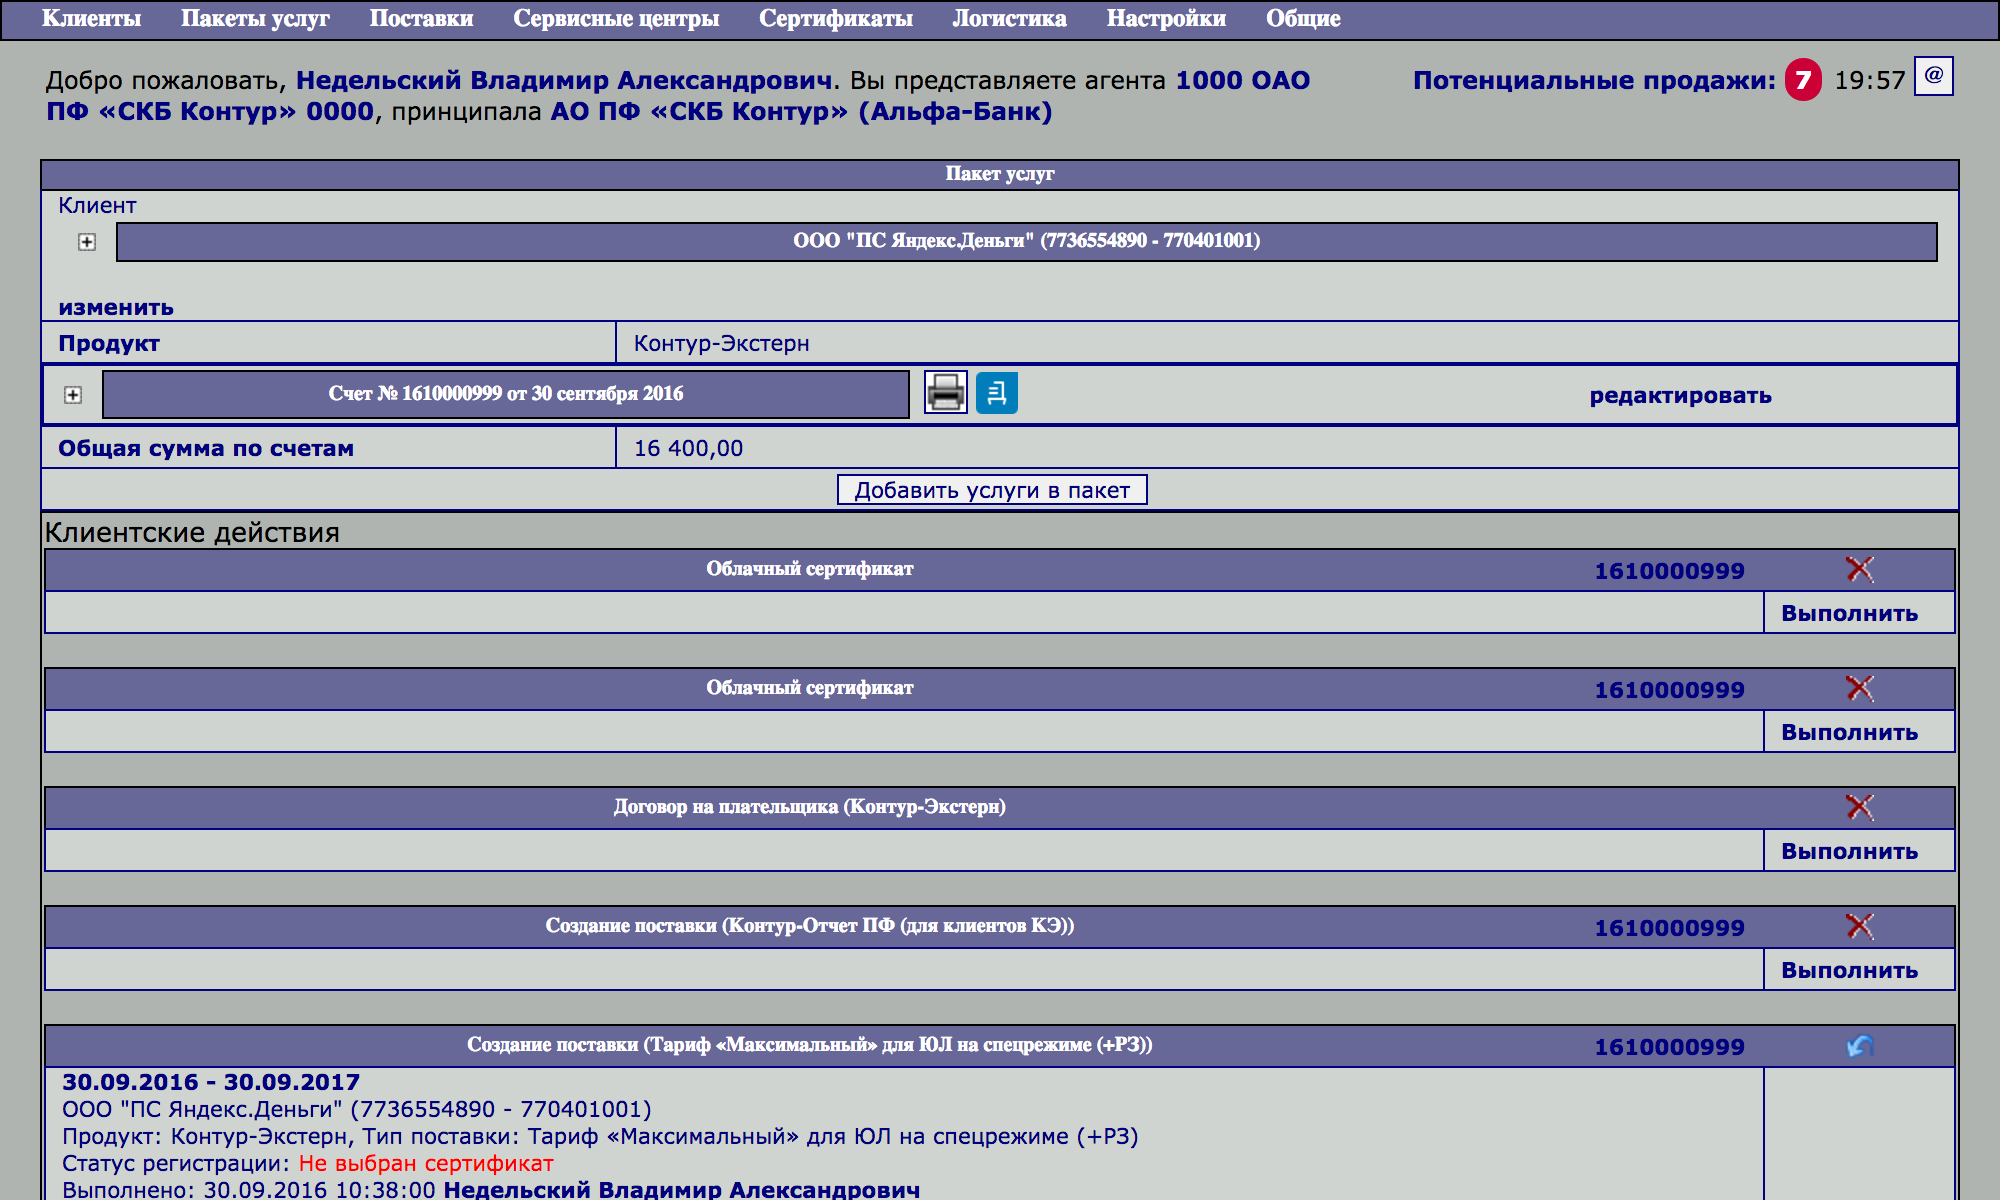 Клиенты Пакеты услуг Поставки Сервисные центры Сертификаты Логистика Настройки Общие
Добро пожаловать, Недельский Владимир Александрович. Вы представляете агента 1000 ОАО
ПФ «СКБ Контур» 0000, принципала АО ПФ «СКБ Контур» (Альфа-Банк)
Потенциальные продажи: 7 19:57 @
Пакет услуг
Клиент
ООО "ПС Яндекс.Деньги" (7736554890 - 770401001)
изменить
Продукт Контур-Экстерн
Счет № 1610000999 от 30 сентября 2016 редактировать
Общая сумма по счетам 16 400,00
Добавить услуги в пакет
Клиентские действия
Облачный сертификат 1610000999
Выполнить
Облачный сертификат 1610000999
Выполнить
Договор на плательщика (Контур-Экстерн)
Выполнить
Создание поставки (Контур-Отчет ПФ (для клиентов КЭ)) 1610000999
Выполнить
Создание поставки (Тариф «Максимальный» для ЮЛ на спецрежиме (+РЗ)) 1610000999
30.09.2016 - 30.09.2017
ООО "ПС Яндекс.Деньги" (7736554890 - 770401001)
Продукт: Контур-Экстерн, Тип поставки: Тариф «Максимальный» для ЮЛ на спецрежиме (+РЗ)
Статус регистрации: Не выбран сертификат
Выполнено: 30.09.2016 10:38:00 Недельский Владимир Александрович